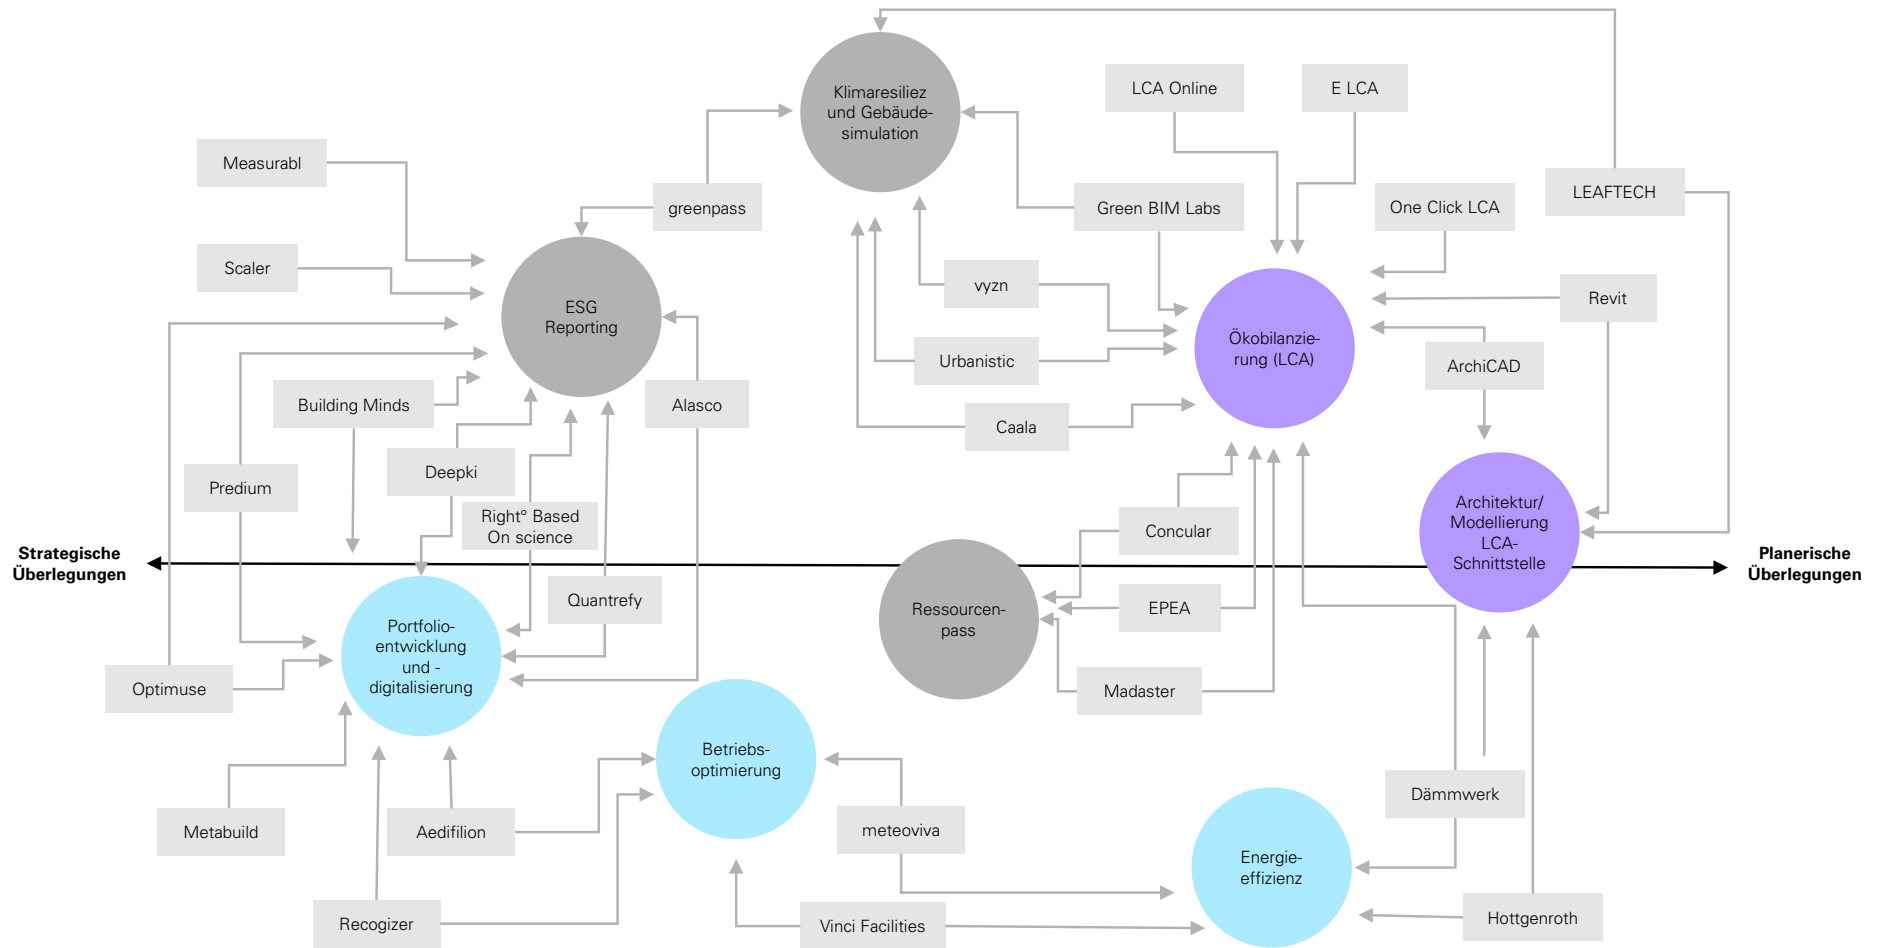 Klimaresiliez
und Gebäude-
simulation
LCA Online
E LCA
Measurabl
greenpass
Green BIM Labs
One Click LCA
LEAFTECH
Scaler
ESG
Reporting
vyzn
Revit
Ökobilanzie-
rung (LCA)
Urbanistic
ArchiCAD
Building Minds
Alasco
Caala
Deepki
Predium
Right° Based
On science
Concular
Architektur/
Modellierung
LCA-
Schnittstelle
Strategische
Überlegungen
Planerische
Überlegungen
Quantrefy
Ressourcen-
pass
EPEA
Portfolio-
entwicklung
und -
digitalisierung
Optimuse
Madaster
Betriebs-
optimierung
Dämmwerk
Metabuild
Aedifilion
meteoviva
Energie-
effizienz
Recogizer
Vinci Facilities
Hottgenroth